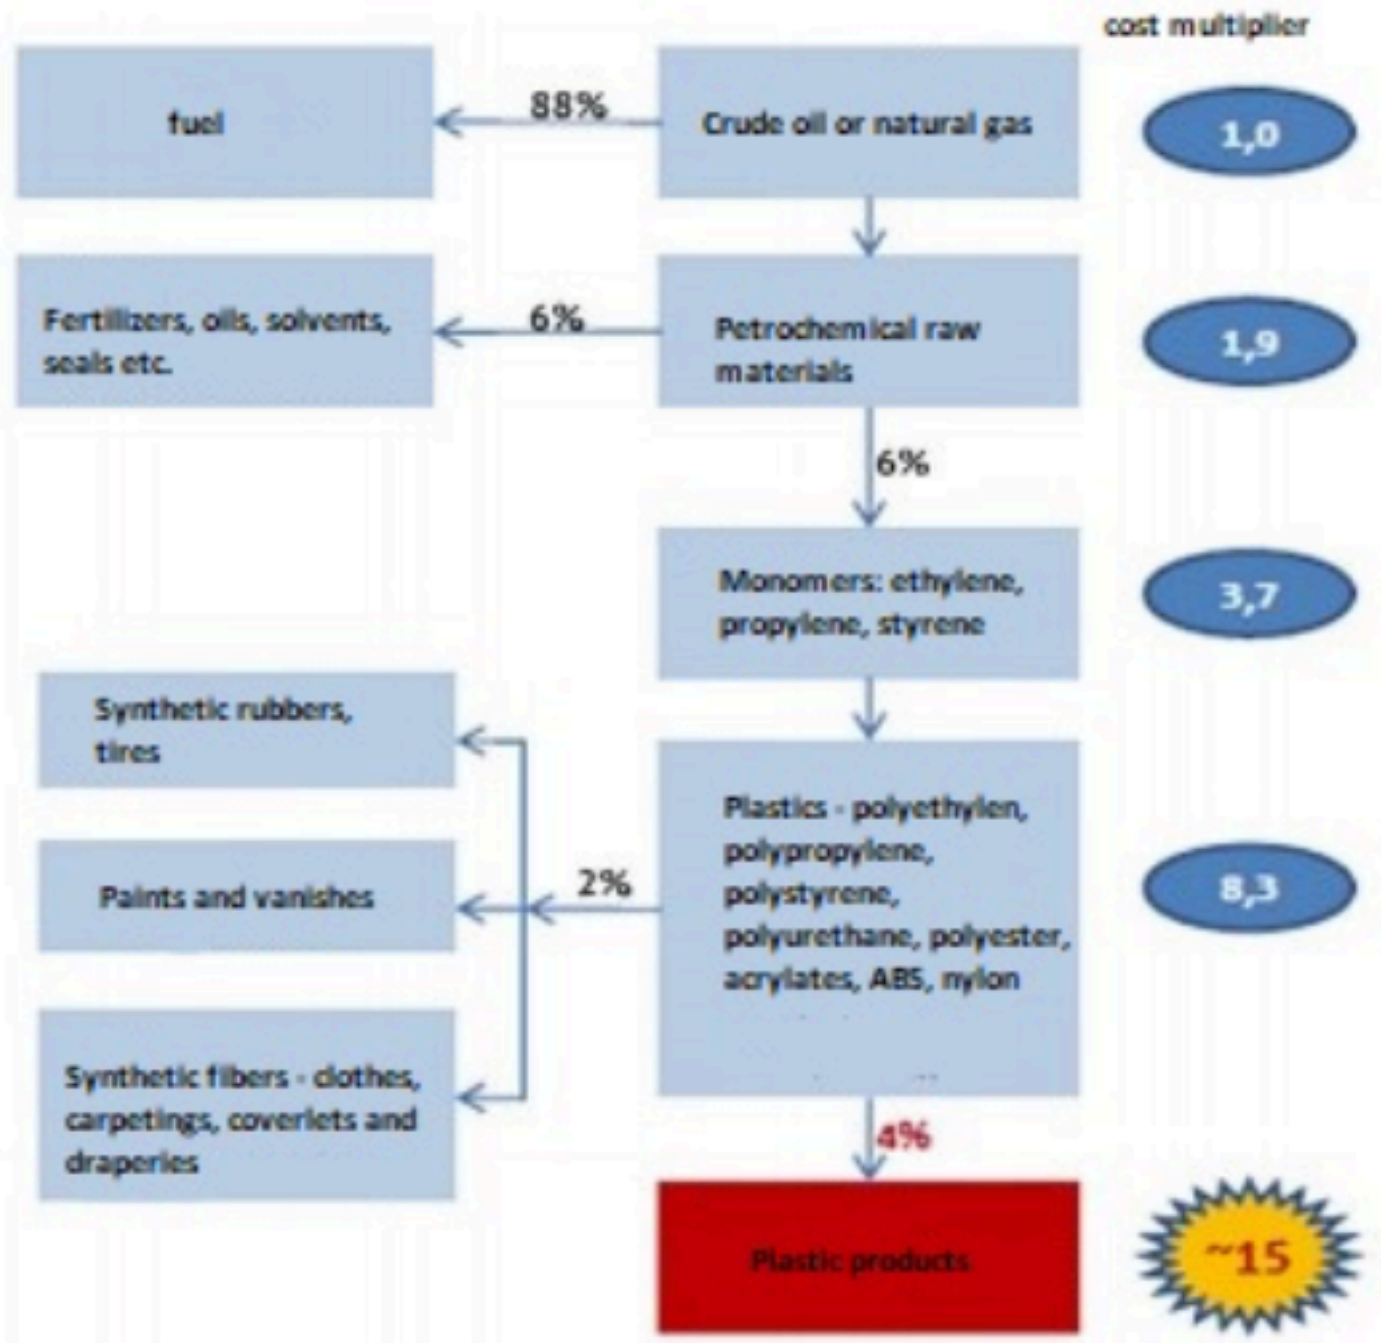 cost multiplier
fuel
88%
Crude oil or natural gas
1,0
Fertilizers, oils, solvents,
seals etc.
6%
Petrochemical raw
materials
1,9
6%
Monomers: ethylene,
propylene, styrene
3,7
Synthetic rubbers,
tires
Paints and vanishes
Synthetic fibers - clothes,
carpetings, coverlets and
draperies
2%
Plastics - polyethylen,
polypropylene,
polystyrene,
polyurethane, polyester,
acrylates, ABS, nylon
8,3
4%
Plastic products
~15